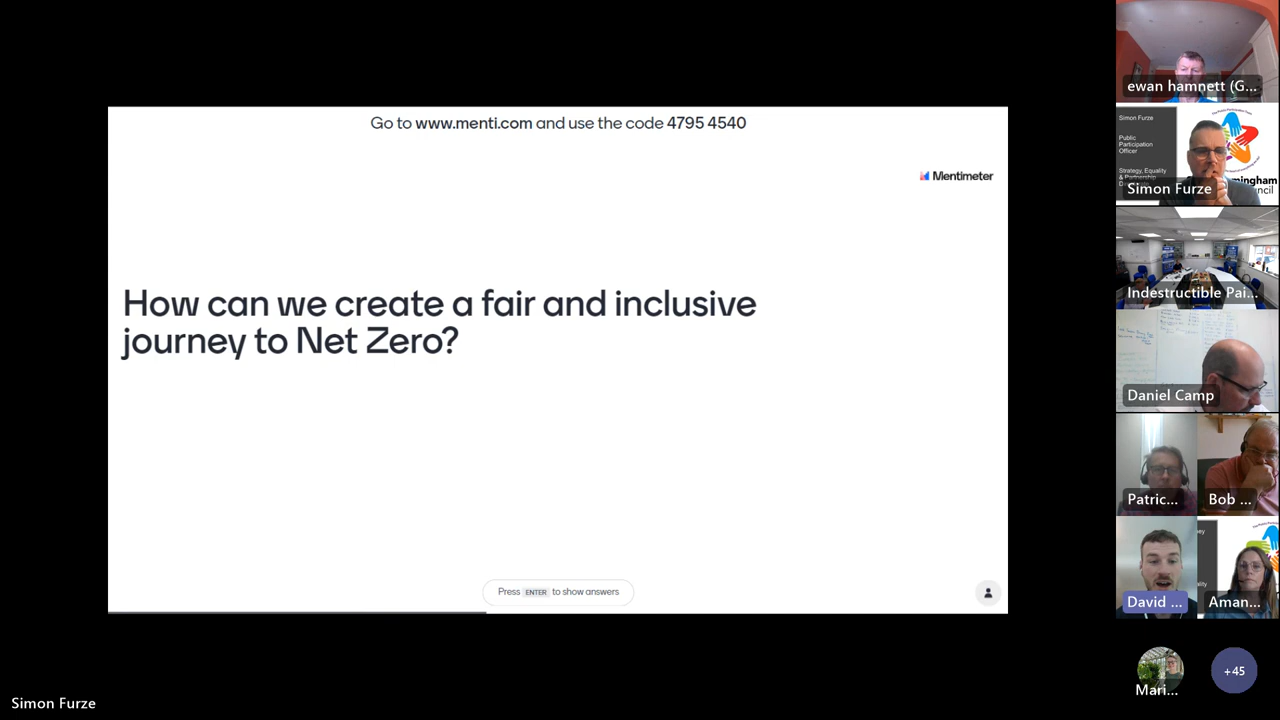 Go to www.menti.com and use the code 4795 4540
Mentimeter
How can we create a fair and inclusive
journey to Net Zero?
Press ENTER to show answers
Simon Furze
ewan hamnett (G...
Simon Furze
Public
Participation
Officer
Strategy, Equality
& Partnership
mingham
ouncil
Simon Furze
Indestructible Pai...
Daniel Camp
Patric...
Bob ...
David ...
Aman...
Mari...
+45